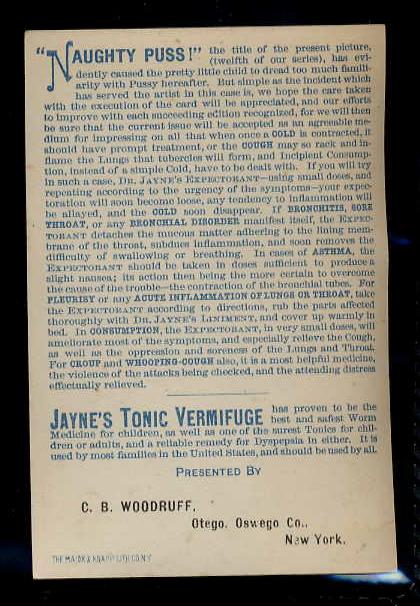 "NAUGHTY PUSS!" the title of the present picture,
(twelfth of our series), has evi-
dently caused the pretty little child to dread too much famili-
arity with Pussy hereafter. But simple as the incident which
has served the artist in this case is, we hope the care taken
with the execution of the card will be appreciated, and our efforts
to improve with each succeeding edition recognized, for we will then
be sure that the current issue will be accepted as an agreeable me-
dium for impressing on all that when once a COLD is contracted, it
should have prompt treatment, or the COUGH may so rack and in-
flame the Lungs that tubercles will form, and Incipient Consump-
tion, instead of a simple Cold, have to be dealt with. If you will try
in such a case, DR. JAYNE'S EXPECTORANT—using small doses, and
repeating according to the urgency of the symptoms—your expec-
toration will soon become loose, any tendency to inflammation will
be allayed, and the COLD soon disappear. If BRONCHITIS, SORE
THROAT, or any BRONCHIAL DISORDER manifest itself, the EXPEC-
TORANT detaches the mucous matter adhering to the lining mem-
brane of the throat, subdues inflammation, and soon removes the
difficulty of swallowing or breathing. In cases of ASTHMA, the
EXPECTORANT should be taken in doses sufficient to produce a
slight nausea; its action then being the more certain to overcome
the cause of the trouble—the contraction of the bronchial tubes. For
PLEURISY or any ACUTE INFLAMMATION OF LUNGS OR THROAT, take
the EXPECTORANT according to directions, rub the parts affected
thoroughly with DR. JAYNE'S LINIMENT, and cover up warmly in
bed. In CONSUMPTION, the EXPECTORANT, in very small doses, will
ameliorate most of the symptoms, and especially relieve the Cough,
as well as the oppression and soreness of the Lungs and Throat.
For CROUP and WHOOPING-COUGH also, it is a most helpful medicine,
the violence of the attacks being checked, and the attending distress
effectually relieved.
JAYNE'S TONIC VERMIFUGE has proven to be the
best and safest Worm
Medicine for children, as well as one of the surest Tonics for chil-
dren or adults, and a reliable remedy for Dyspepsia in either. It is
used by most families in the United States, and should be used by all.
PRESENTED BY
C. B. WOODRUFF,
Otego, Oswego Co.,
New York.
THE MAJOR & KNAPP LITH. CO. N.Y.